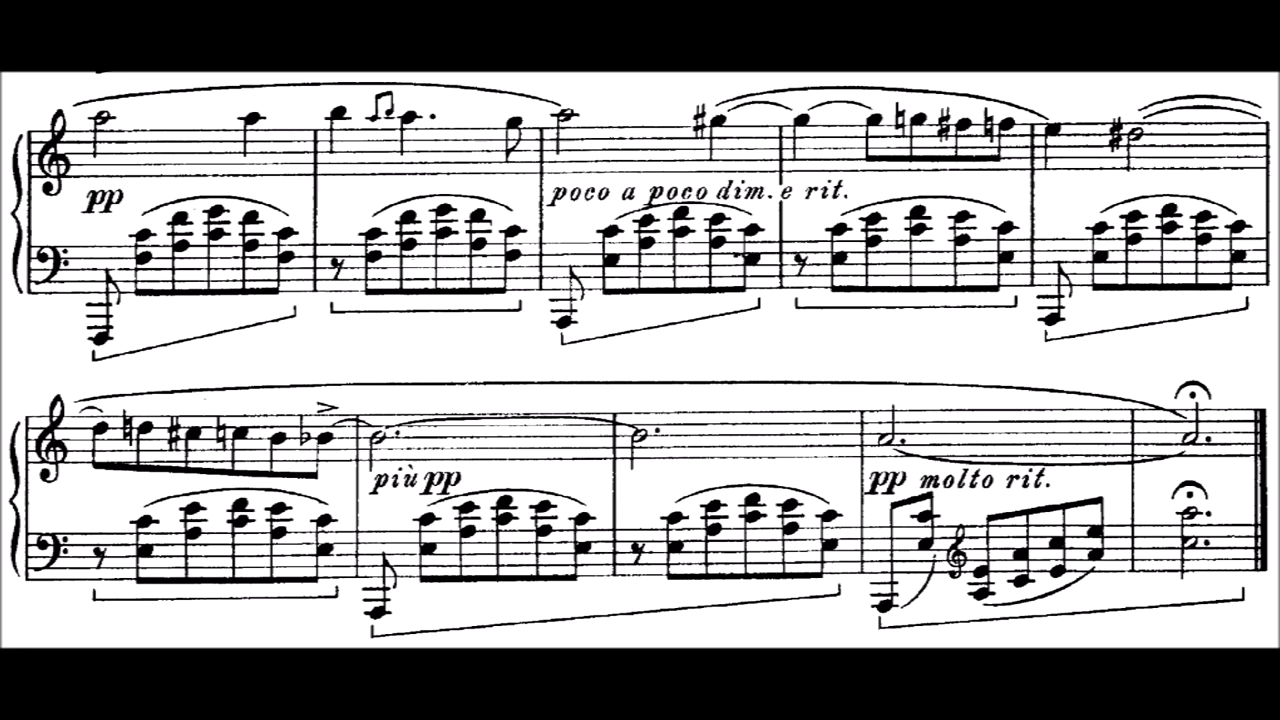 pp
poco a poco dim. e rit.
più pp
pp molto rit.